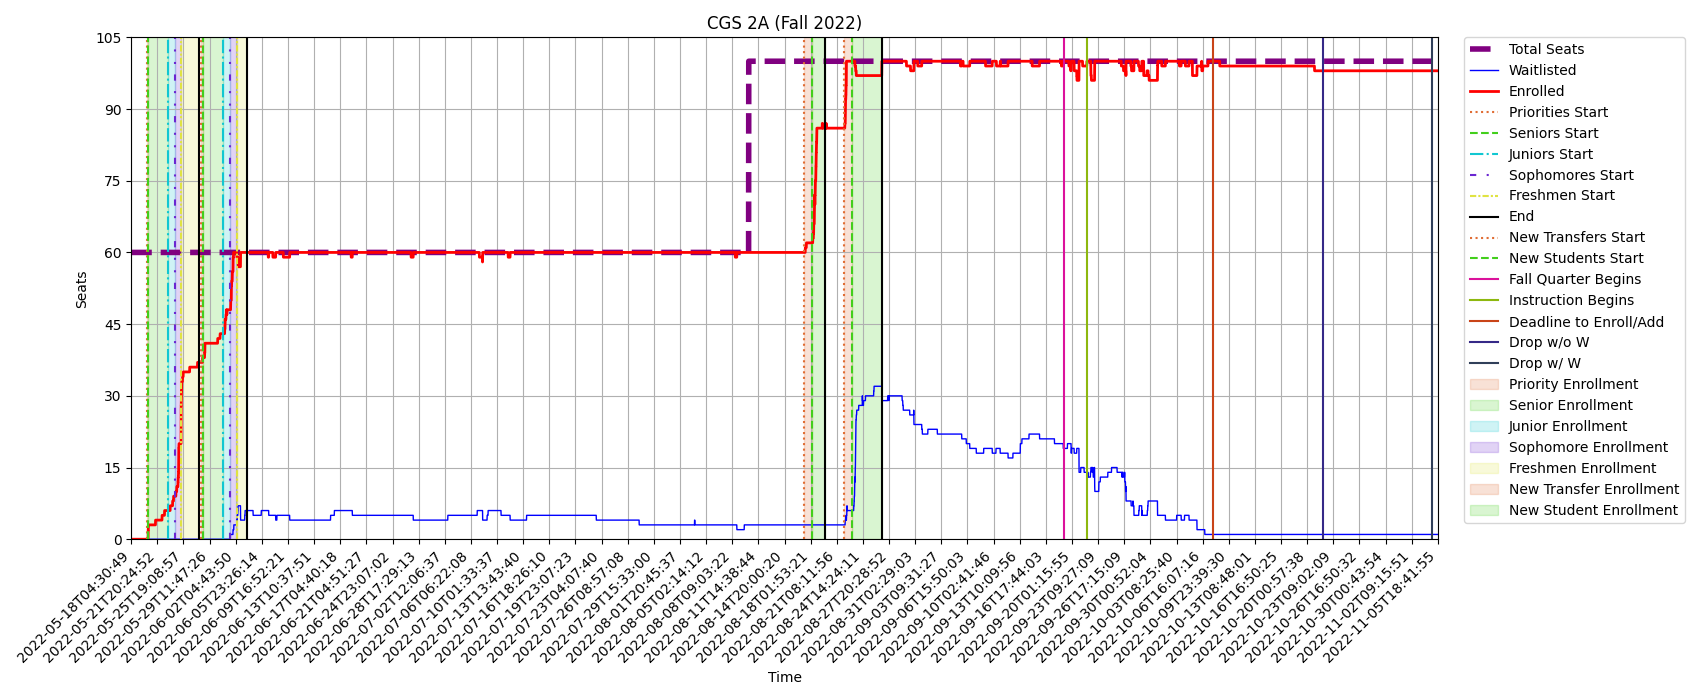 CGS 2A (Fall 2022)
105
90
75
60
45
30
15
0
Seats
2022-05-18T04:30:49
2022-05-21T20:24:52
2022-05-25T19:08:57
2022-05-29T11:47:26
2022-06-02T04:43:50
2022-06-05T23:26:14
2022-06-09T16:52:21
2022-06-13T10:37:51
2022-06-17T04:40:18
2022-06-21T04:51:27
2022-06-24T23:07:02
2022-06-28T17:29:13
2022-07-02T12:06:37
2022-07-06T06:22:08
2022-07-10T01:33:37
2022-07-13T13:43:40
2022-07-16T18:26:10
2022-07-19T23:07:23
2022-07-23T04:07:40
2022-07-26T08:57:08
2022-07-29T15:33:00
2022-08-01T20:45:37
2022-08-05T02:14:12
2022-08-08T09:03:22
2022-08-11T14:38:44
2022-08-14T20:00:20
2022-08-18T01:53:21
2022-08-21T08:11:56
2022-08-24T14:24:11
2022-08-27T20:28:52
2022-08-31T02:29:03
2022-09-03T09:31:27
2022-09-06T15:50:03
2022-09-10T02:41:46
2022-09-13T10:09:56
2022-09-16T17:44:03
2022-09-20T01:15:55
2022-09-23T09:27:09
2022-09-26T17:15:09
2022-09-30T00:52:04
2022-10-03T08:25:40
2022-10-06T16:07:16
2022-10-09T23:39:30
2022-10-13T08:48:01
2022-10-16T16:50:25
2022-10-20T00:57:38
2022-10-23T09:02:09
2022-10-26T16:50:32
2022-10-30T00:43:54
2022-11-02T09:15:51
2022-11-05T18:41:55
Time
Total Seats
Waitlisted
Enrolled
Priorities Start
Seniors Start
Juniors Start
Sophomores Start
Freshmen Start
End
New Transfers Start
New Students Start
Fall Quarter Begins
Instruction Begins
Deadline to Enroll/Add
Drop w/o W
Drop w/ W
Priority Enrollment
Senior Enrollment
Junior Enrollment
Sophomore Enrollment
Freshmen Enrollment
New Transfer Enrollment
New Student Enrollment